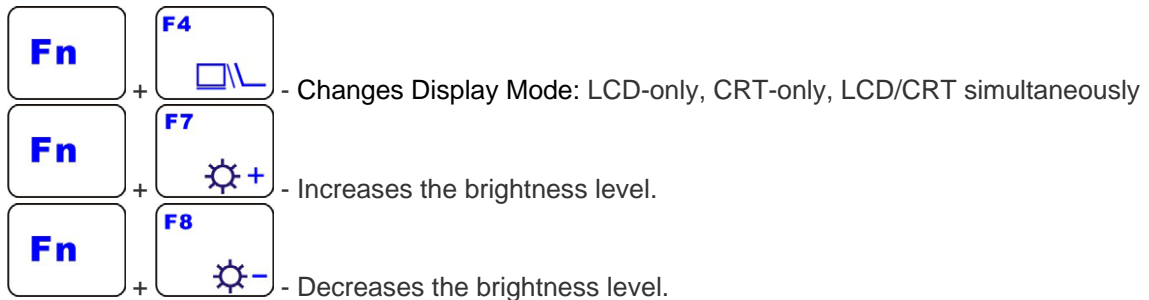 F4
Fn + - Changes Display Mode: LCD-only, CRT-only, LCD/CRT simultaneously
F7
Fn + + - Increases the brightness level.
F8
Fn + - - Decreases the brightness level.